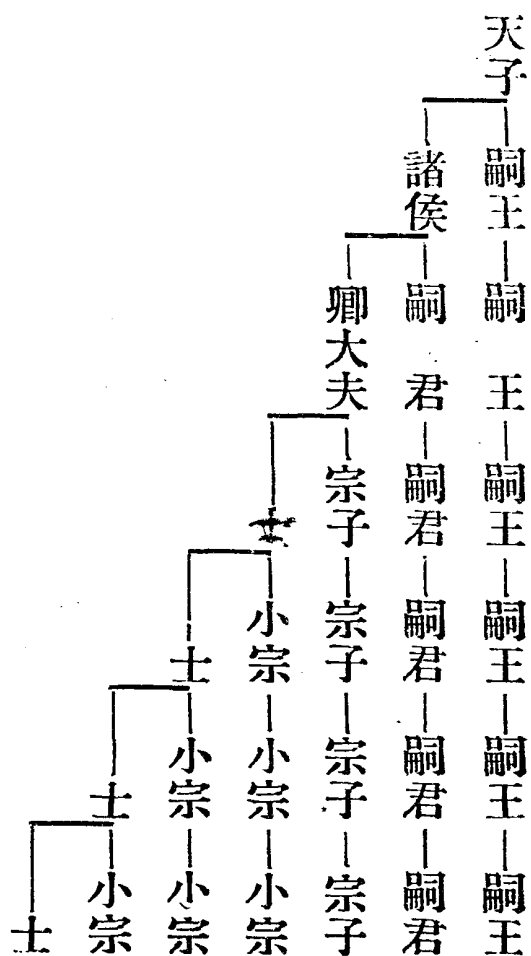 天子 嗣王 嗣王 嗣王 嗣王 嗣王 嗣王
諸侯 嗣君 嗣君 嗣君 嗣君 嗣君
卿大夫 宗子 宗子 宗子 宗子
士 小宗 小宗 小宗
士 小宗 小宗
士 小宗
士